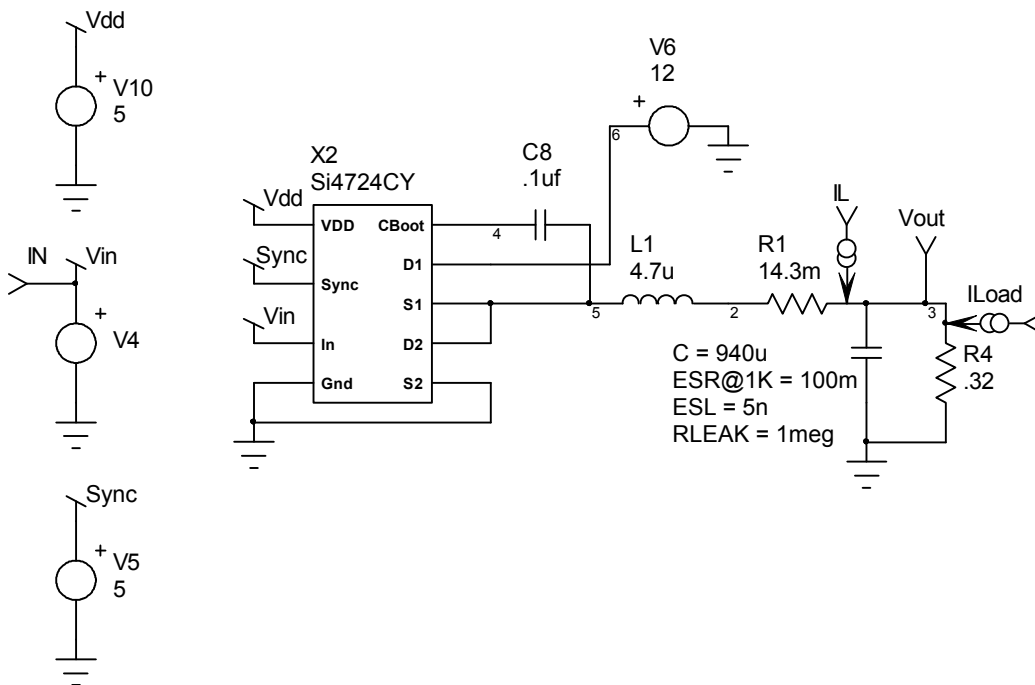 Vdd
+ V10
5
IN
Vin
+
V4
Sync
+ V5
5
X2
Si4724CY
Vdd
Sync
Vin
VDD
Sync
In
Gnd
CBoot
D1
S1
D2
S2
4
C8
.1uf
6
+
V6
12
5
L1
4.7u
2
R1
14.3m
IL
Vout
3
ILoad
R4
.32
C = 940u
ESR@1K = 100m
ESL = 5n
RLEAK = 1meg